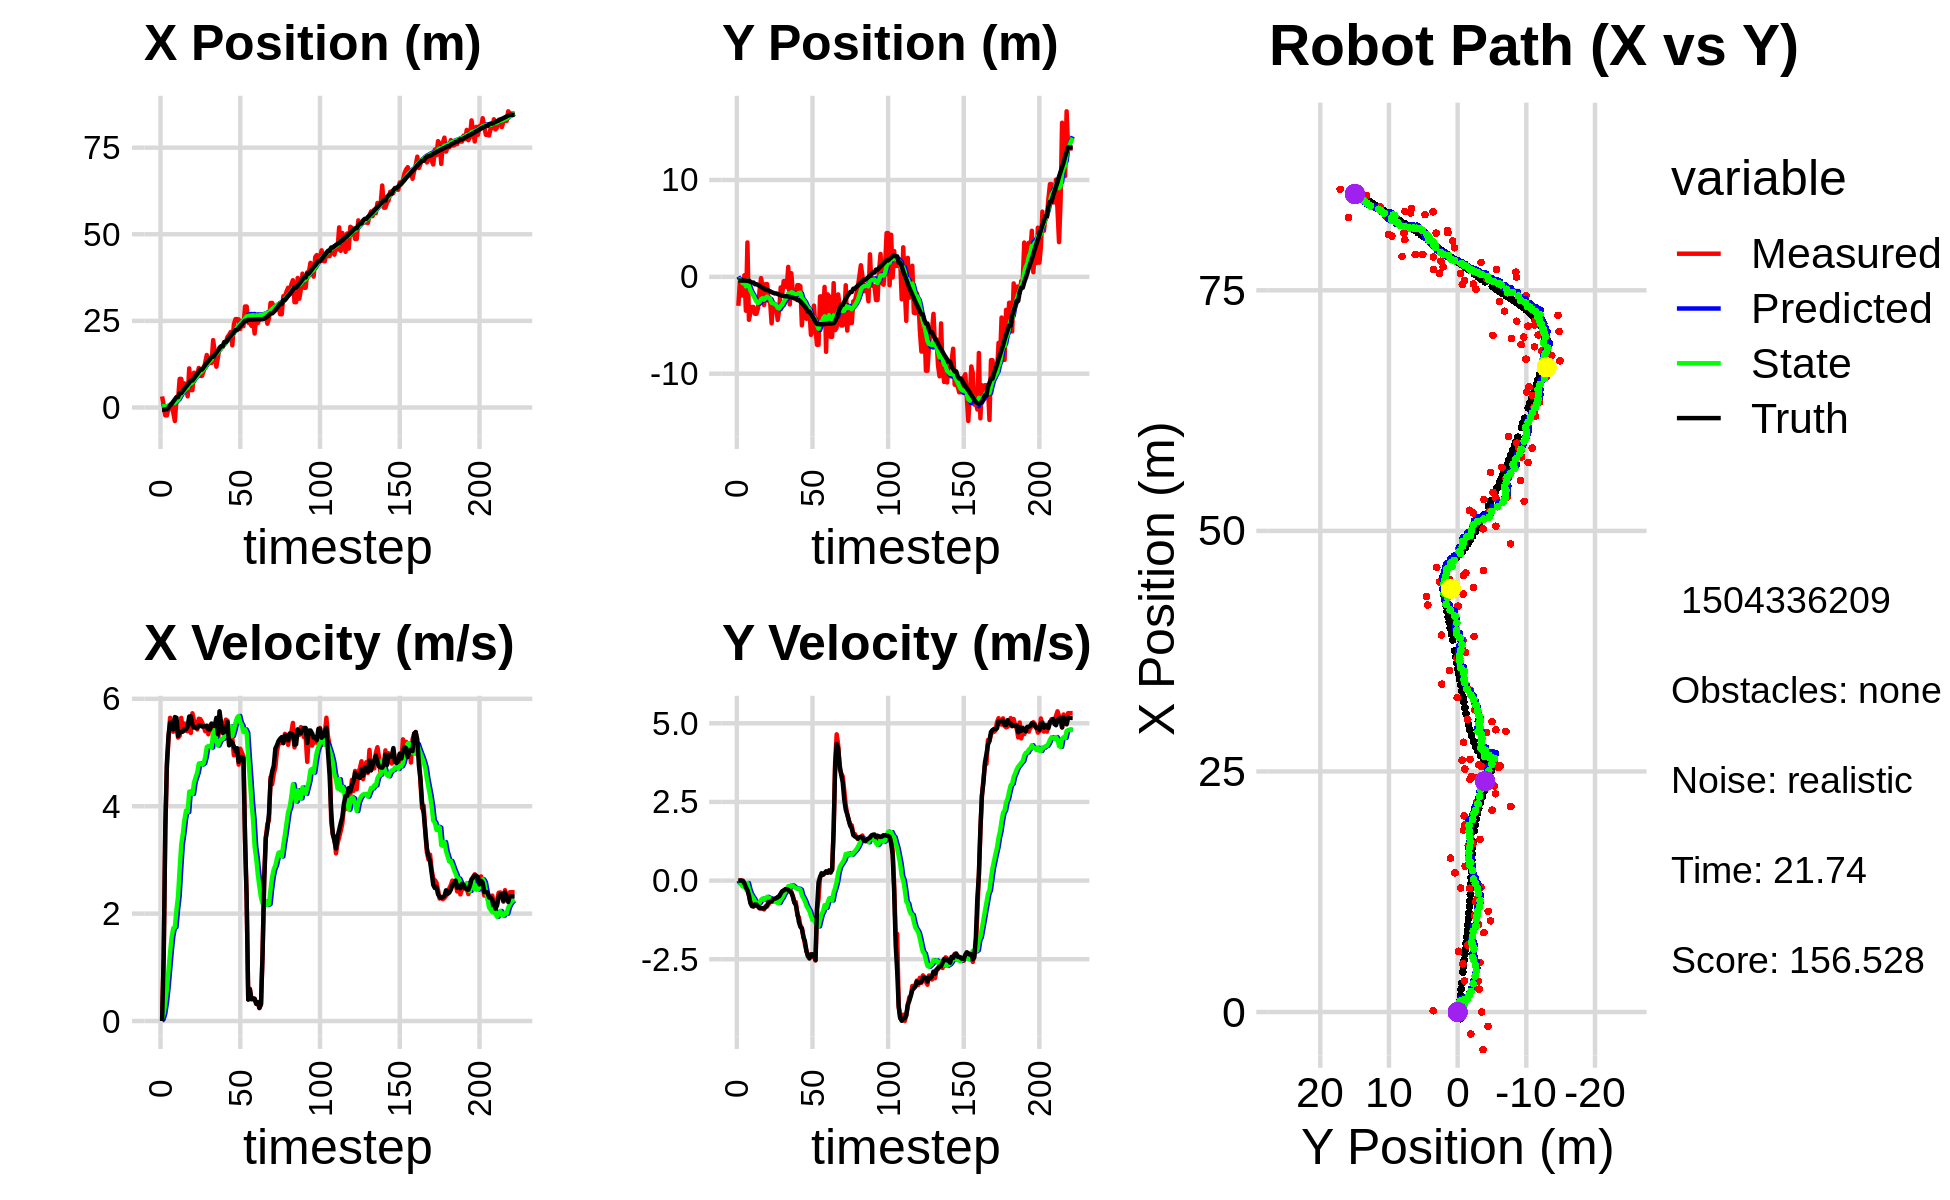 X Position (m)
75
50
25
0
0 50 100 150 200
timestep
Y Position (m)
10
0
-10
0 50 100 150 200
timestep
X Velocity (m/s)
6
4
2
0
0 50 100 150 200
timestep
Y Velocity (m/s)
5.0
2.5
0.0
-2.5
0 50 100 150 200
timestep
Robot Path (X vs Y)
X Position (m)
75
50
25
0
20 10 0 -10 -20
Y Position (m)
variable
Measured
Predicted
State
Truth
1504336209
Obstacles: none
Noise: realistic
Time: 21.74
Score: 156.528